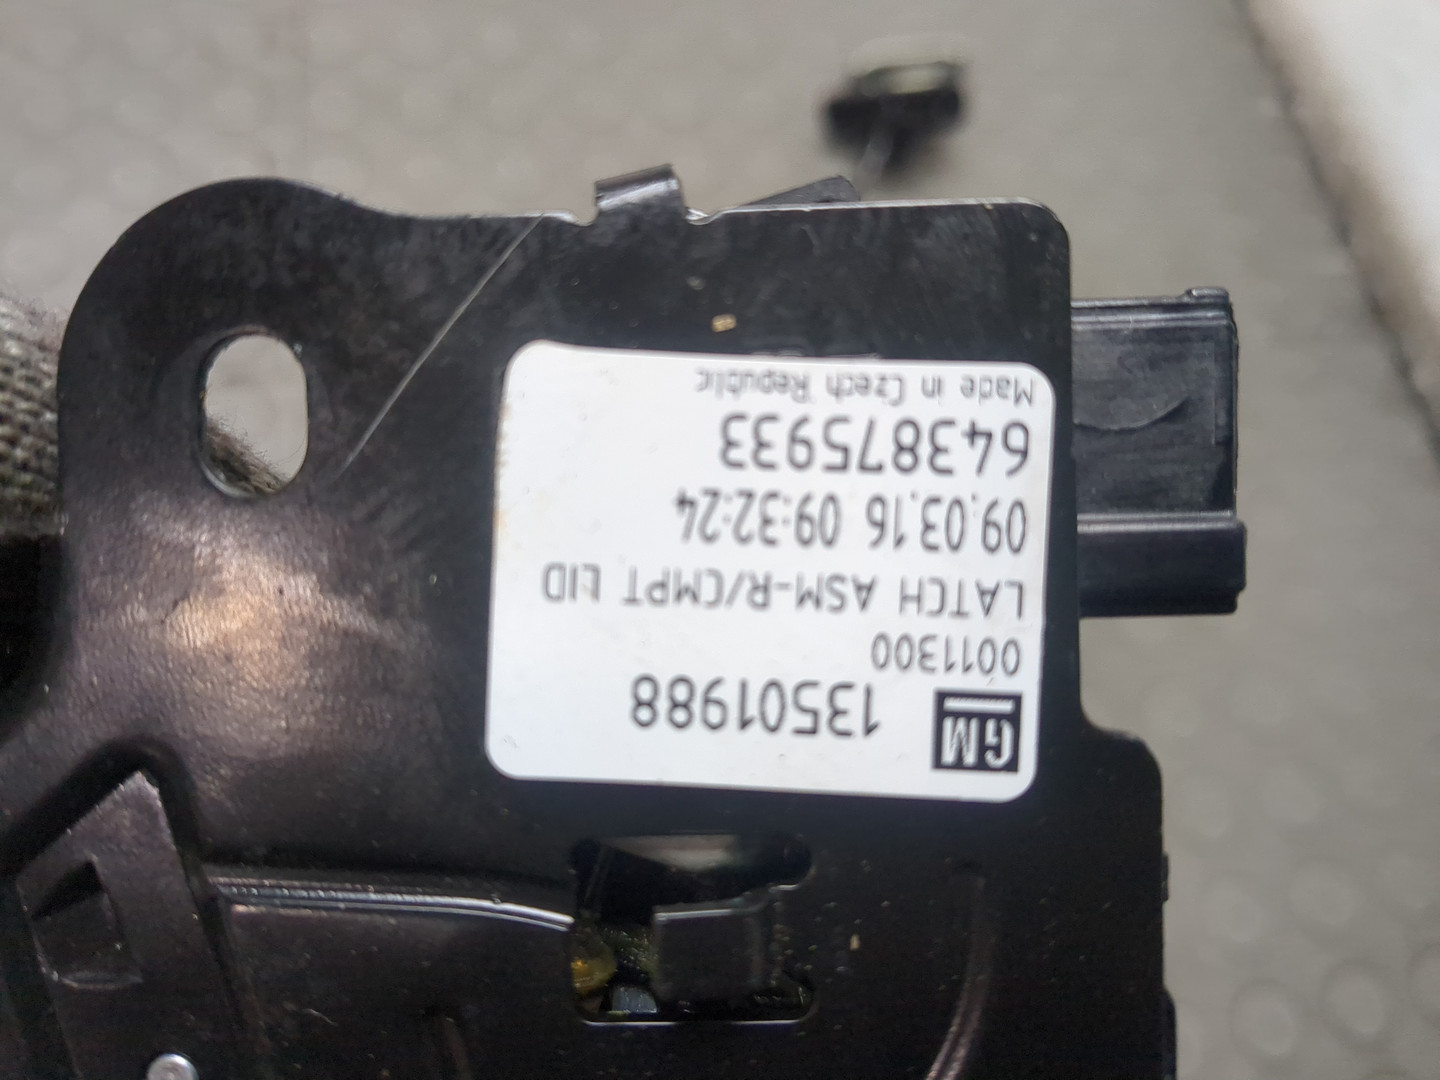 GM 13501988
0011300
LATCH ASM-R/CMPT LID
09.03.16 09:32:24
643875933
Made in Czech Republic